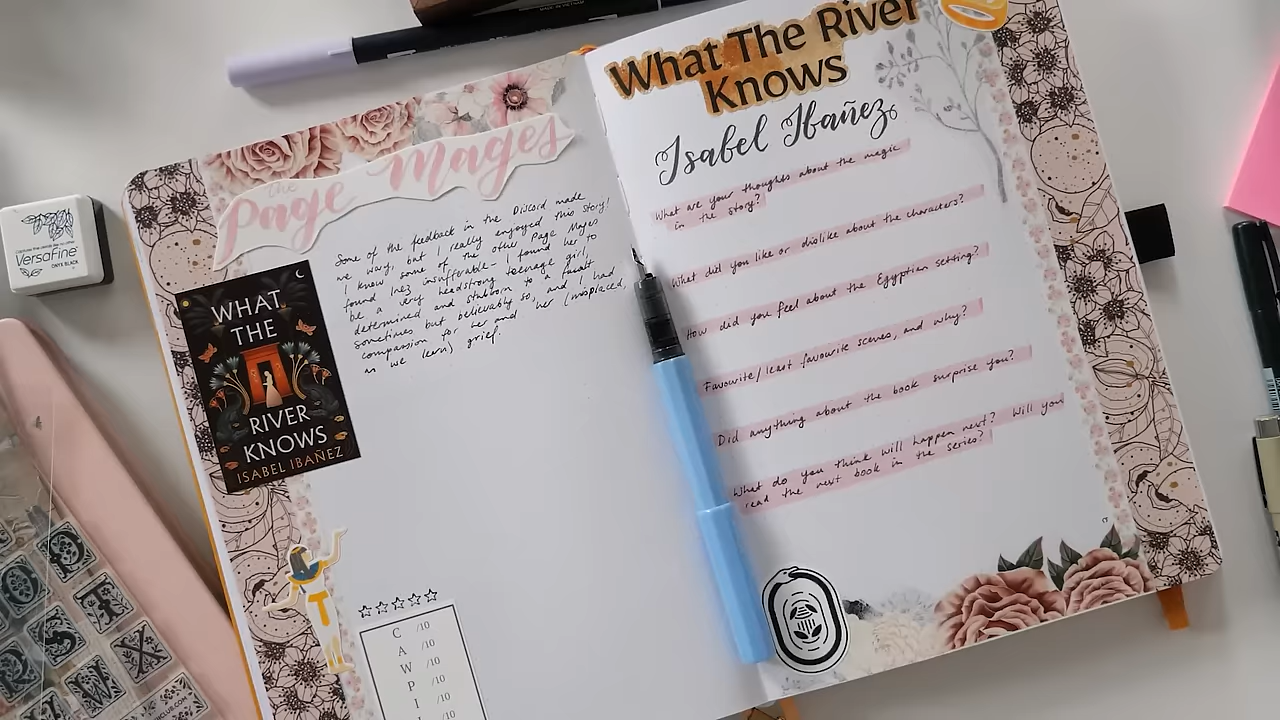 VersaFine
ONYX BLACK
the
Page Mages
Some of the feedback in the Discord made
me wary, but I really enjoyed this story!
I know some of the other Page Mages
found Inez insufferable - I found her to
be a very headstrong teenage girl,
determined and stubborn to a fault
sometimes but believably so, and I had
compassion for her and her (misplaced,
as we learn) grief.
WHAT
THE
RIVER
KNOWS
ISABEL IBAÑEZ
C /10
A /10
W /10
P /10
I /10
L /10
What The River
Knows
Isabel Ibañez
What are your thoughts about the magic
in the story?
What did you like or dislike about the characters?
How did you feel about the Egyptian setting?
Favourite/least favourite scenes, and why?
Did anything about the book surprise you?
What do you think will happen next? Will you
read the next book in the series?